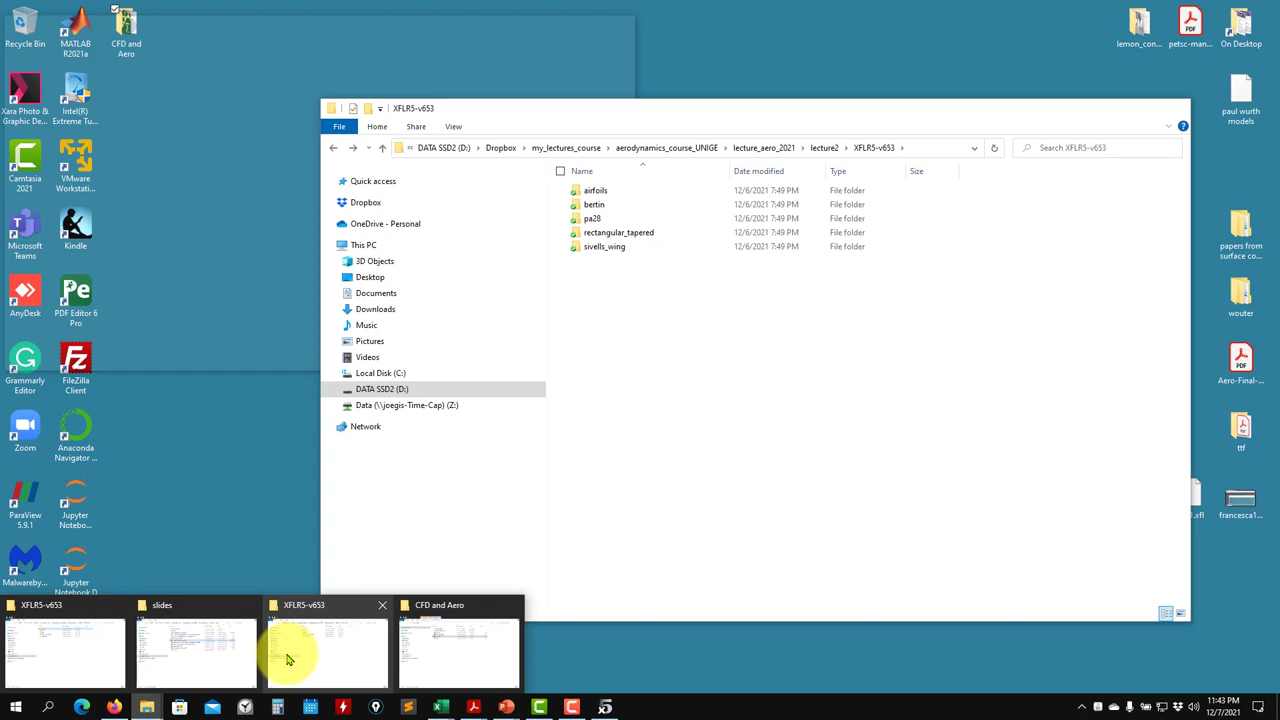 Recycle Bin
MATLAB R2021a
CFD and Aero
Xara Photo & Graphic De...
Intel(R) Extreme Tu...
Camtasia 2021
VMware Workstati...
Microsoft Teams
Kindle
AnyDesk
PDF Editor 6 Pro
Grammarly Editor
FileZilla Client
Zoom
Anaconda Navigator ...
ParaView 5.9.1
Jupyter Notebo...
Malwareby...
Jupyter Notebook D
lemon_con...
petsc-man...
On Desktop
paul wurth models
papers from surface co...
wouter
Aero-Final-...
ttf
1.xfl
francesca1...
XFLR5-v653
File Home Share View
« DATA SSD2 (D:) › Dropbox › my_lectures_course › aerodynamics_course_UNIGE › lecture_aero_2021 › lecture2 › XFLR5-v653 ›
Search XFLR5-v653
Quick access
Dropbox
OneDrive - Personal
This PC
3D Objects
Desktop
Documents
Downloads
Music
Pictures
Videos
Local Disk (C:)
DATA SSD2 (D:)
Data (\\joegis-Time-Cap) (Z:)
Network
Name Date modified Type Size
airfoils 12/6/2021 7:49 PM File folder
bertin 12/6/2021 7:49 PM File folder
pa28 12/6/2021 7:49 PM File folder
rectangular_tapered 12/6/2021 7:49 PM File folder
sivells_wing 12/6/2021 7:49 PM File folder
XFLR5-v653 slides XFLR5-v653 CFD and Aero
11:43 PM
12/7/2021